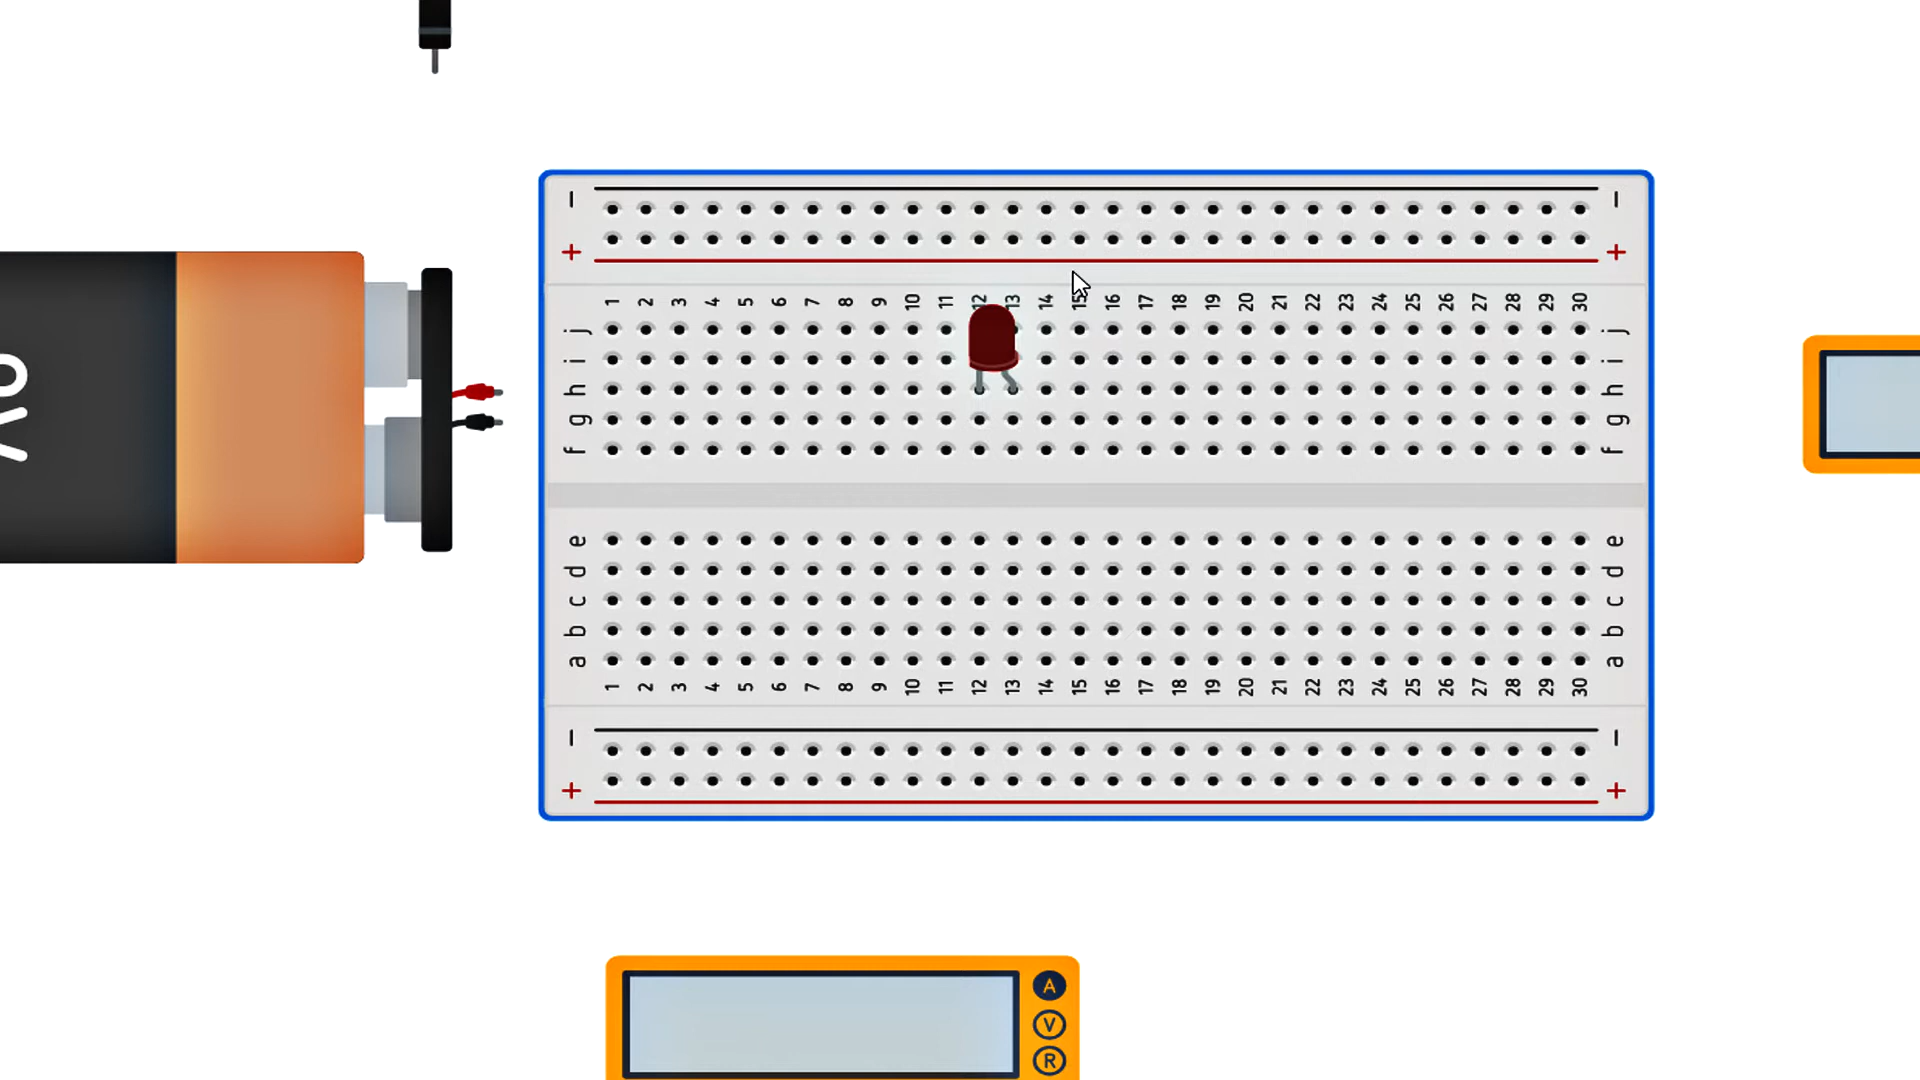 − −
+ +
1 2 3 4 5 6 7 8 9 10 11 12 13 14 15 16 17 18 19 20 21 22 23 24 25 26 27 28 29 30
j j
i i
h h
g g
f f
e e
d d
c c
b b
a a
1 2 3 4 5 6 7 8 9 10 11 12 13 14 15 16 17 18 19 20 21 22 23 24 25 26 27 28 29 30
− −
+ +
A
V
R